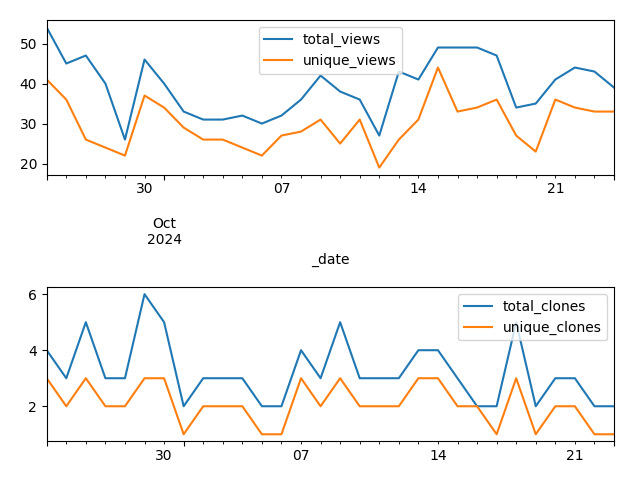 total_views
unique_views
50
40
30
20
30 07 14 21
Oct
2024
_date
total_clones
unique_clones
6
4
2
30 07 14 21